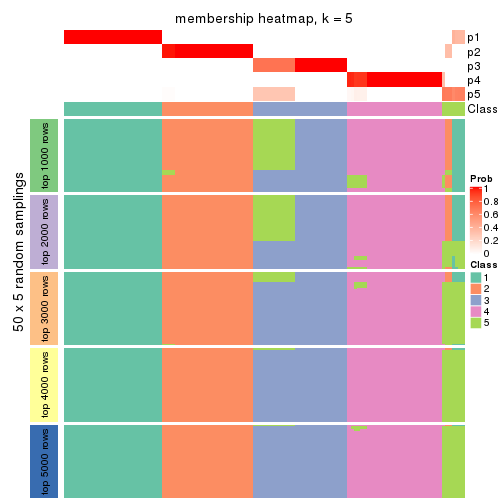 membership heatmap, k = 5
p1
p2
p3
p4
p5
Class
50 x 5 random samplings
top 1000 rows
top 2000 rows
top 3000 rows
top 4000 rows
top 5000 rows
Prob
1
0.8
0.6
0.4
0.2
0
Class
1
2
3
4
5